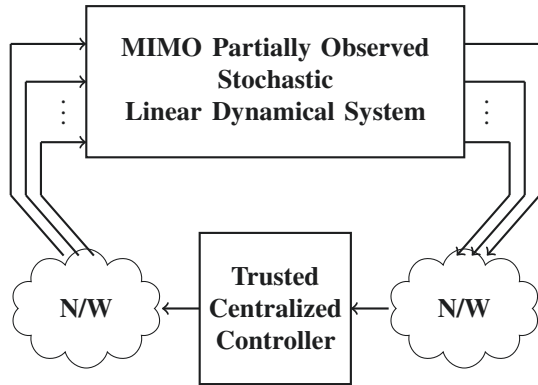 MIMO Partially Observed
Stochastic
Linear Dynamical System
N/W
Trusted
Centralized
Controller
N/W